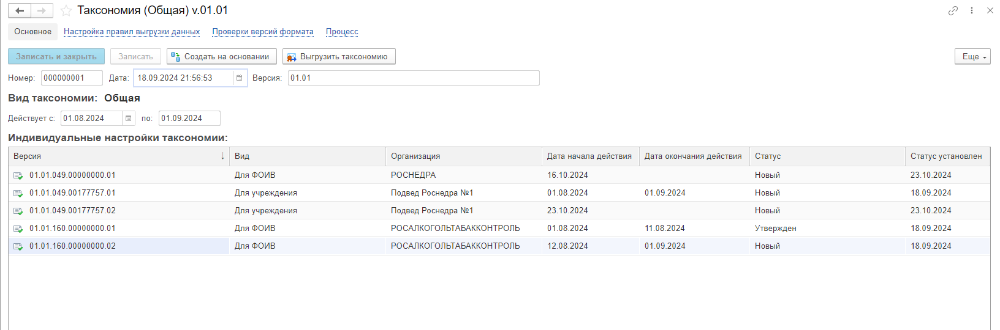 Таксономия (Общая) v.01.01
Основное Настройка правил выгрузки данных Проверки версий формата Процесс
Записать и закрыть Записать Создать на основании Выгрузить таксономию Еще
Номер: 000000001 Дата: 18.09.2024 21:56:53 Версия: 01.01
Вид таксономии: Общая
Действует с: 01.08.2024 по: 01.09.2024
Индивидуальные настройки таксономии:
Версия ↓ Вид Организация Дата начала действия Дата окончания действия Статус Статус установлен
01.01.049.00000000.01 Для ФОИВ РОСНЕДРА 16.10.2024 Новый 23.10.2024
01.01.049.00177757.01 Для учреждения Подвед Роснедра №1 01.08.2024 01.09.2024 Новый 18.09.2024
01.01.049.00177757.02 Для учреждения Подвед Роснедра №1 23.10.2024 Новый 23.10.2024
01.01.160.00000000.01 Для ФОИВ РОСАЛКОГОЛЬТАБАККОНТРОЛЬ 01.08.2024 11.08.2024 Утвержден 18.09.2024
01.01.160.00000000.02 Для ФОИВ РОСАЛКОГОЛЬТАБАККОНТРОЛЬ 12.08.2024 01.09.2024 Новый 18.09.2024